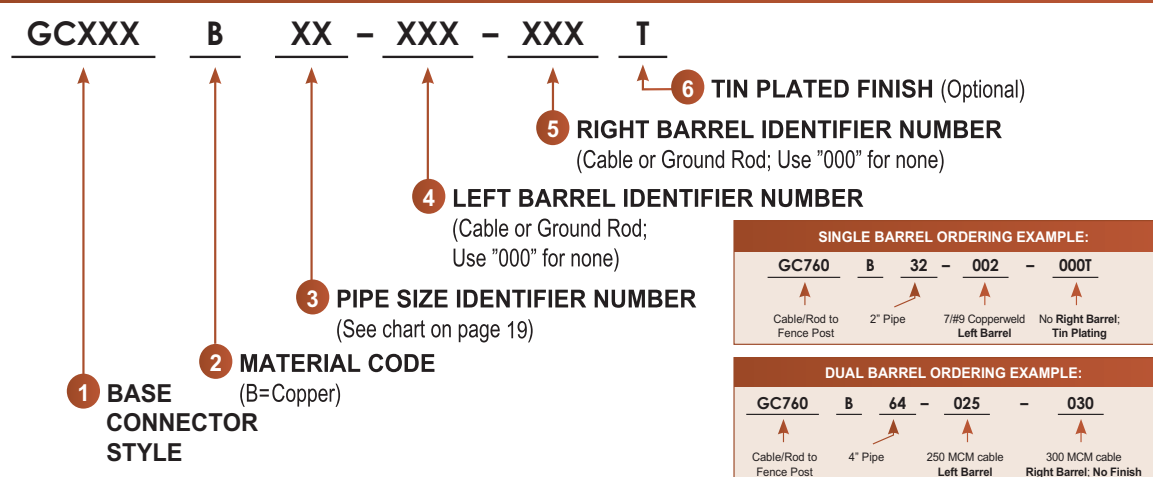 GCXXX B XX – XXX – XXX T
6 TIN PLATED FINISH (Optional)
5 RIGHT BARREL IDENTIFIER NUMBER
(Cable or Ground Rod; Use ”000” for none)
4 LEFT BARREL IDENTIFIER NUMBER
(Cable or Ground Rod;
Use ”000” for none)
3 PIPE SIZE IDENTIFIER NUMBER
(See chart on page 19)
2 MATERIAL CODE
(B=Copper)
1 BASE
CONNECTOR
STYLE
SINGLE BARREL ORDERING EXAMPLE:
GC760 B 32 – 002 – 000T
Cable/Rod to
Fence Post
2” Pipe
7/#9 Copperweld
Left Barrel
No Right Barrel;
Tin Plating
DUAL BARREL ORDERING EXAMPLE:
GC760 B 64 – 025 – 030
Cable/Rod to
Fence Post
4” Pipe
250 MCM cable
Left Barrel
300 MCM cable
Right Barrel; No Finish